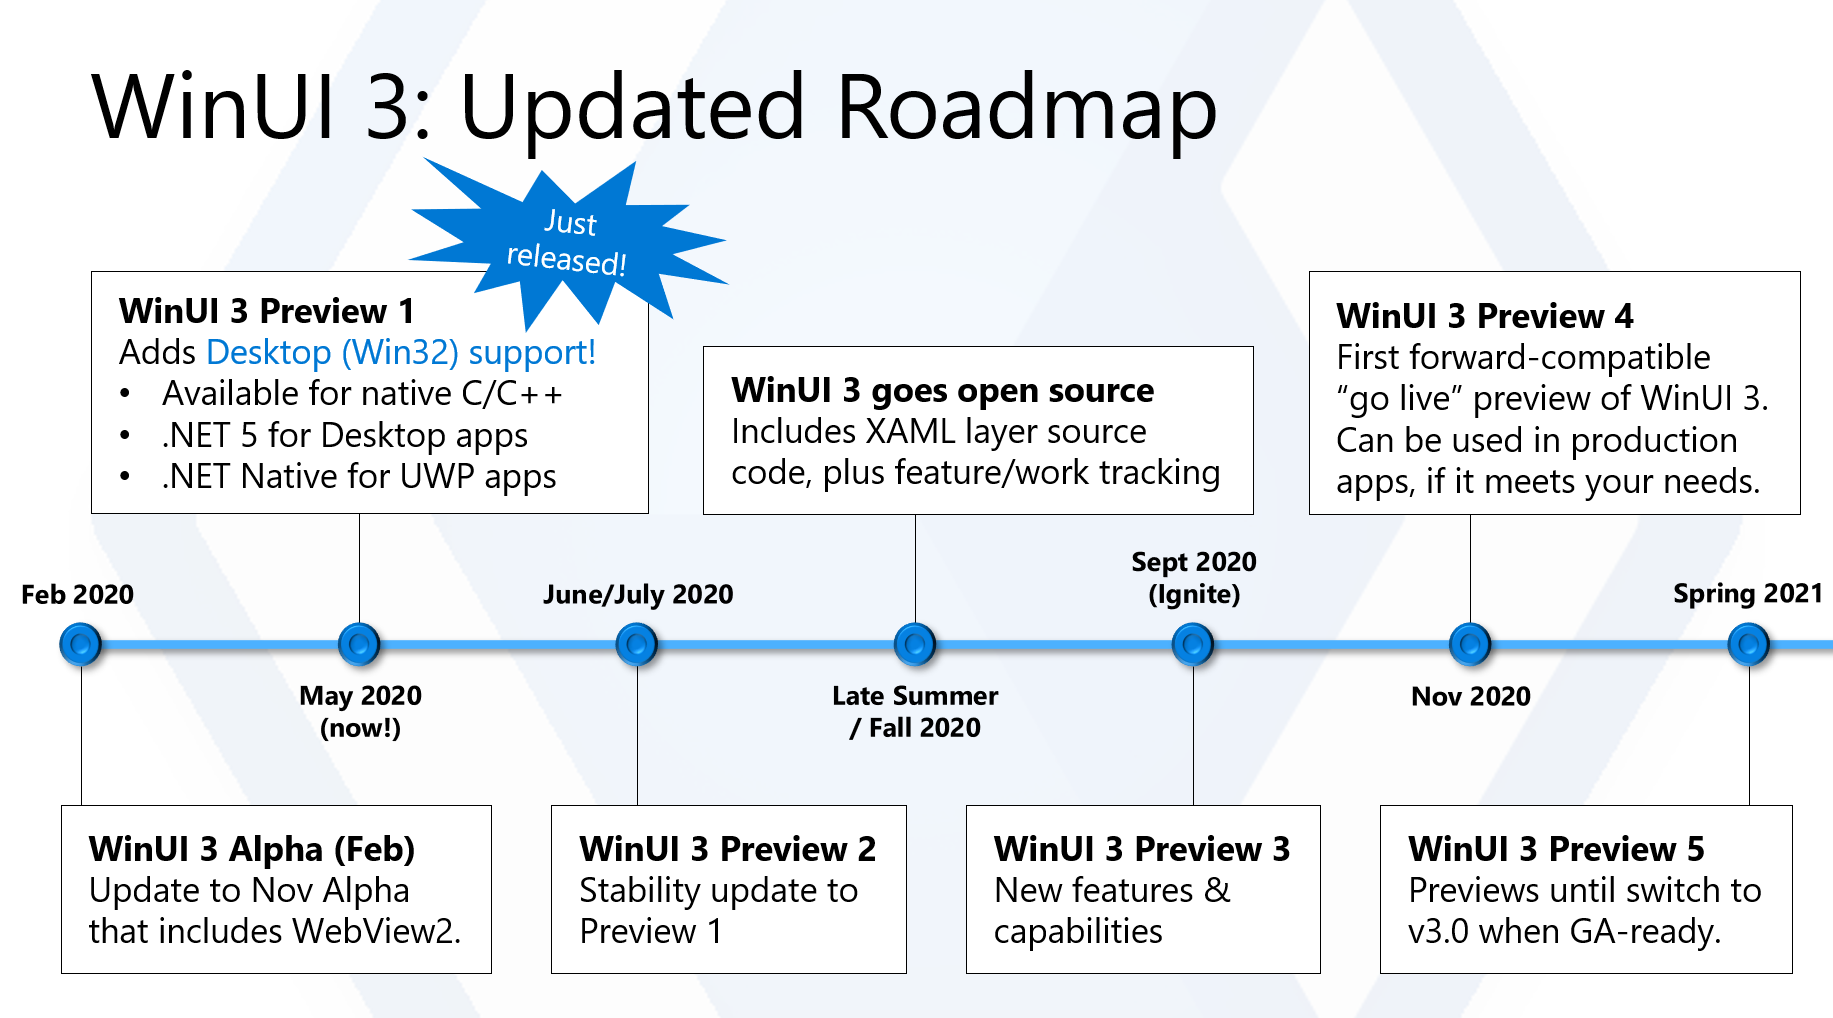 WinUI 3: Updated Roadmap
Just
released!
WinUI 3 Preview 1
Adds Desktop (Win32) support!
• Available for native C/C++
• .NET 5 for Desktop apps
• .NET Native for UWP apps
WinUI 3 goes open source
Includes XAML layer source
code, plus feature/work tracking
WinUI 3 Preview 4
First forward-compatible
“go live” preview of WinUI 3.
Can be used in production
apps, if it meets your needs.
Feb 2020
May 2020
(now!)
June/July 2020
Late Summer
/ Fall 2020
Sept 2020
(Ignite)
Nov 2020
Spring 2021
WinUI 3 Alpha (Feb)
Update to Nov Alpha
that includes WebView2.
WinUI 3 Preview 2
Stability update to
Preview 1
WinUI 3 Preview 3
New features &
capabilities
WinUI 3 Preview 5
Previews until switch to
v3.0 when GA-ready.